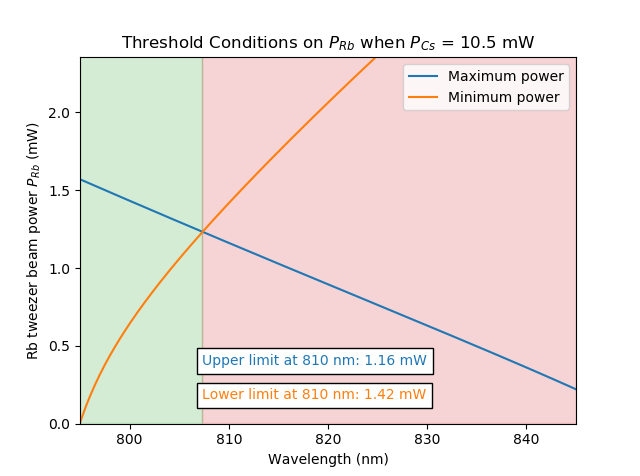 Threshold Conditions on P_Rb when P_Cs = 10.5 mW
Maximum power
Minimum power
Rb tweezer beam power P_Rb (mW)
2.0
1.5
1.0
0.5
0.0
Upper limit at 810 nm: 1.16 mW
Lower limit at 810 nm: 1.42 mW
800 810 820 830 840
Wavelength (nm)